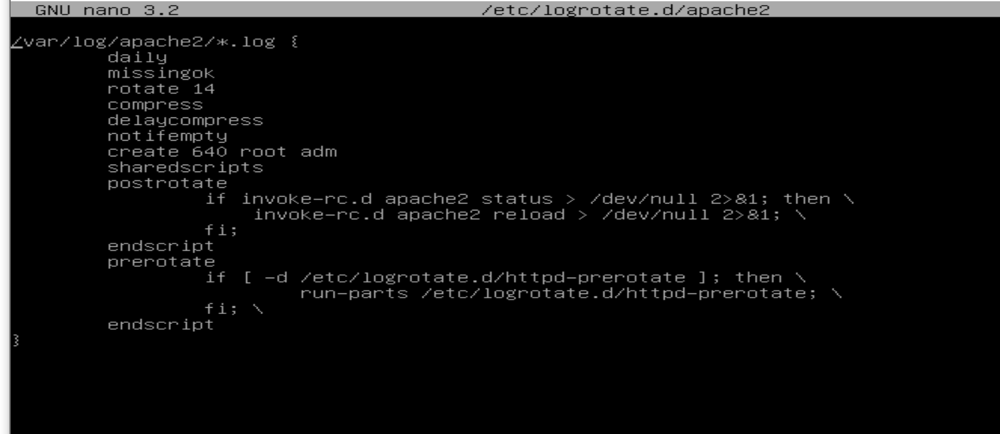 GNU nano 3.2 /etc/logrotate.d/apache2
/var/log/apache2/*.log {
daily
missingok
rotate 14
compress
delaycompress
notifempty
create 640 root adm
sharedscripts
postrotate
if invoke-rc.d apache2 status > /dev/null 2>&1; then \
invoke-rc.d apache2 reload > /dev/null 2>&1; \
fi;
endscript
prerotate
if [ -d /etc/logrotate.d/httpd-prerotate ]; then \
run-parts /etc/logrotate.d/httpd-prerotate; \
fi; \
endscript
}